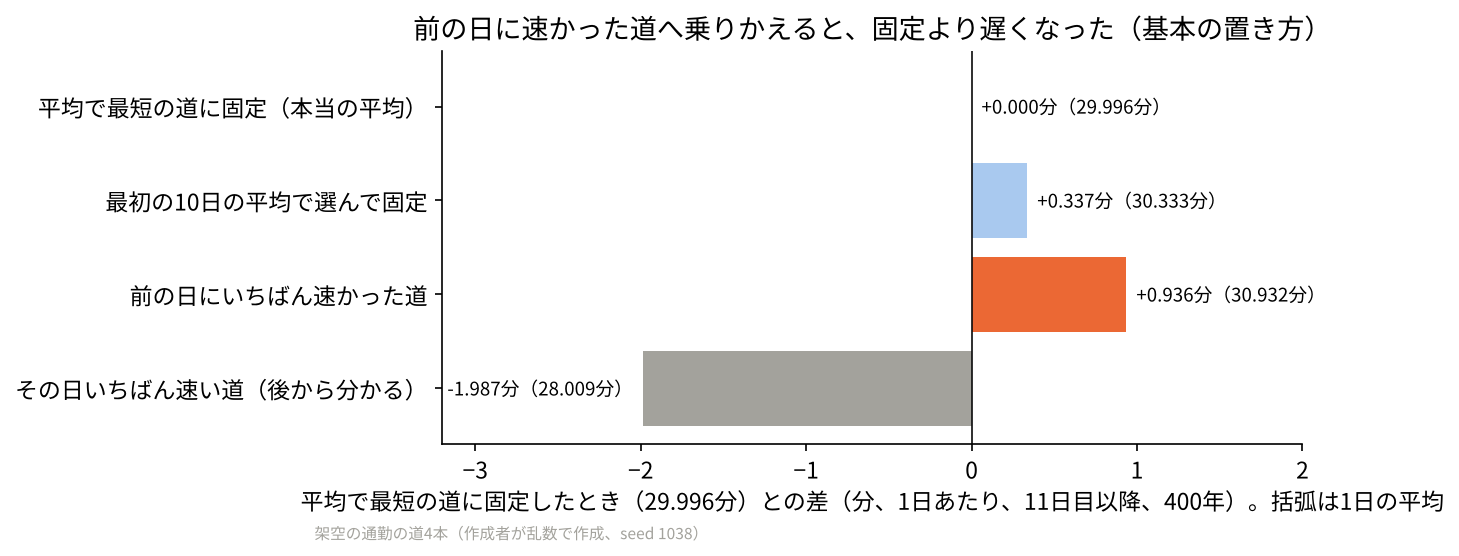 前の日に速かった道へ乗りかえると、固定より遅くなった（基本の置き方）
平均で最短の道に固定（本当の平均）
+0.000分（29.996分）
最初の10日の平均で選んで固定
+0.337分（30.333分）
前の日にいちばん速かった道
+0.936分（30.932分）
その日いちばん速い道（後から分かる）
-1.987分（28.009分）
−3 −2 −1 0 1 2
平均で最短の道に固定したとき（29.996分）との差（分、1日あたり、11日目以降、400年）。括弧は1日の平均
架空の通勤の道4本（作成者が乱数で作成、seed 1038）